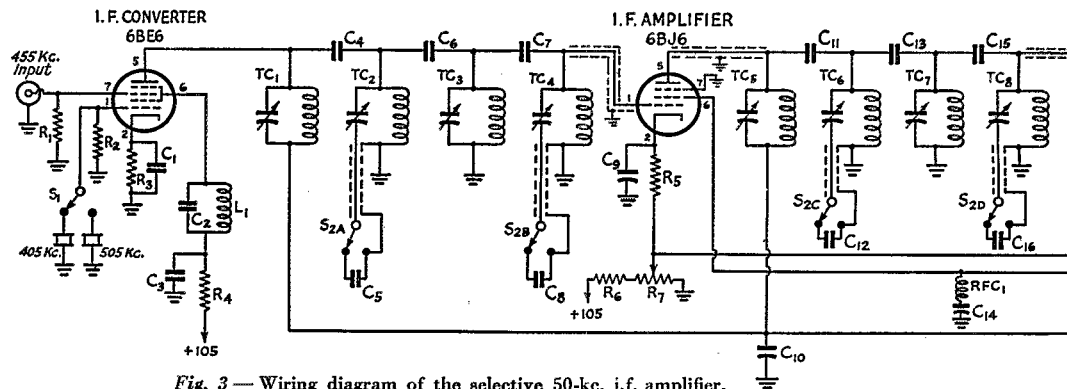 I.F. CONVERTER
6BE6
I.F. AMPLIFIER
6BJ6
455 Kc.
Input
5
7
1
6
2
R1
R2
R3
C1
S1
405 Kc.
505 Kc.
C2
L1
C3
R4
+105
TC1
C4
TC2
C6
TC3
C7
TC4
S2A
C5
S2B
C8
5
7
1
6
2
C9
R5
R6
R7
+105
TC5
C11
TC6
C13
TC7
C15
TC8
S2C
C12
S2D
C16
RFC1
C14
C10
Fig. 3 — Wiring diagram of the selective 50-kc. i.f. amplifier.